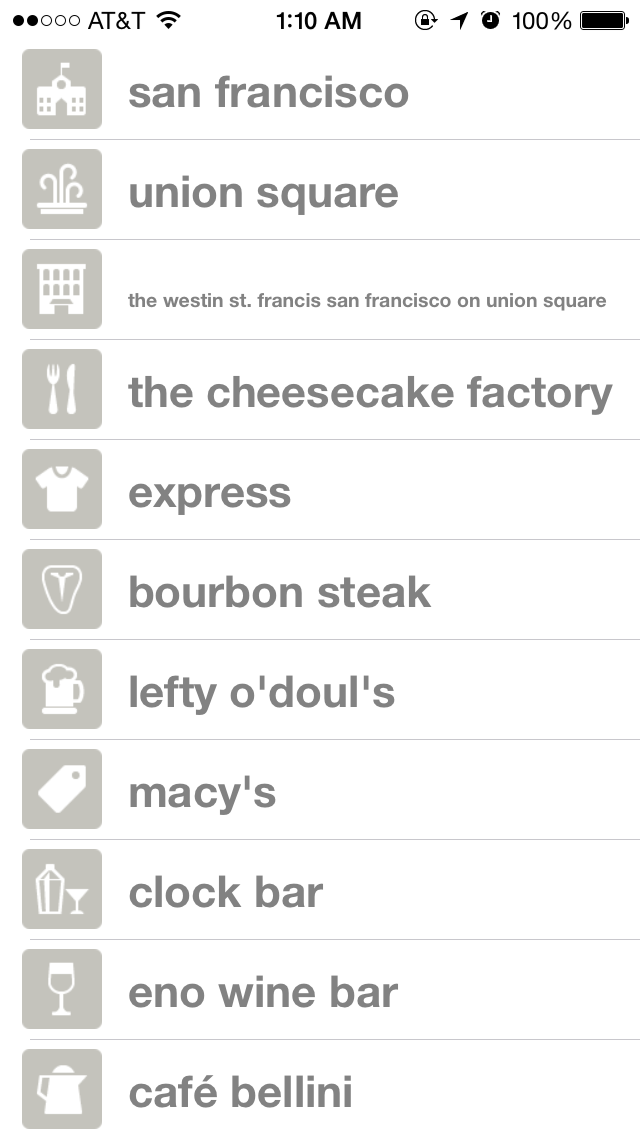 AT&T 1:10 AM 100%
san francisco
union square
the westin st. francis san francisco on union square
the cheesecake factory
express
bourbon steak
lefty o'doul's
macy's
clock bar
eno wine bar
café bellini